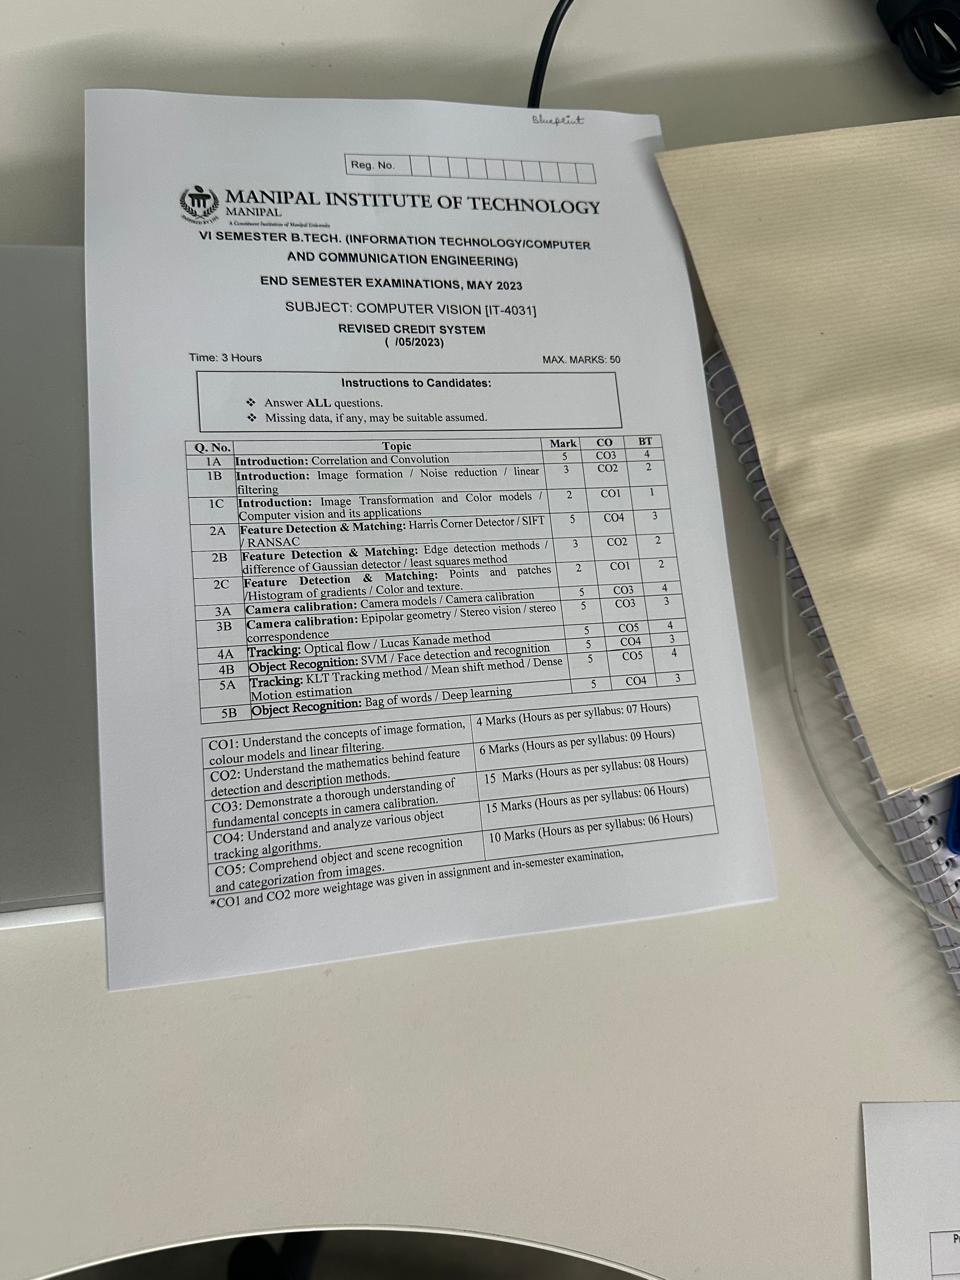 Blueprint
Reg. No.
MANIPAL INSTITUTE OF TECHNOLOGY
MANIPAL
A Constituent Institution of Manipal University
VI SEMESTER B.TECH. (INFORMATION TECHNOLOGY/COMPUTER
AND COMMUNICATION ENGINEERING)
END SEMESTER EXAMINATIONS, MAY 2023
SUBJECT: COMPUTER VISION [IT-4031]
REVISED CREDIT SYSTEM
( /05/2023)
Time: 3 Hours MAX. MARKS: 50
Instructions to Candidates:
❖ Answer ALL questions.
❖ Missing data, if any, may be suitable assumed.
Q. No. Topic Mark CO BT
1A Introduction: Correlation and Convolution 5 CO3 4
1B Introduction: Image formation / Noise reduction / linear 3 CO2 2
filtering
1C Introduction: Image Transformation and Color models / 2 CO1 1
Computer vision and its applications
2A Feature Detection & Matching: Harris Corner Detector / SIFT 5 CO4 3
/ RANSAC
2B Feature Detection & Matching: Edge detection methods / 3 CO2 2
difference of Gaussian detector / least squares method
2C Feature Detection & Matching: Points and patches 2 CO1 2
/Histogram of gradients / Color and texture.
3A Camera calibration: Camera models / Camera calibration 5 CO3 4
3B Camera calibration: Epipolar geometry / Stereo vision / stereo 5 CO3 3
correspondence
4A Tracking: Optical flow / Lucas Kanade method 5 CO5 4
4B Object Recognition: SVM / Face detection and recognition 5 CO4 3
5A Tracking: KLT Tracking method / Mean shift method / Dense 5 CO5 4
Motion estimation
5B Object Recognition: Bag of words / Deep learning 5 CO4 3
CO1: Understand the concepts of image formation, 4 Marks (Hours as per syllabus: 07 Hours)
colour models and linear filtering.
CO2: Understand the mathematics behind feature 6 Marks (Hours as per syllabus: 09 Hours)
detection and description methods.
CO3: Demonstrate a thorough understanding of 15 Marks (Hours as per syllabus: 08 Hours)
fundamental concepts in camera calibration.
CO4: Understand and analyze various object 15 Marks (Hours as per syllabus: 06 Hours)
tracking algorithms.
CO5: Comprehend object and scene recognition 10 Marks (Hours as per syllabus: 06 Hours)
and categorization from images.
*CO1 and CO2 more weightage was given in assignment and in-semester examination,